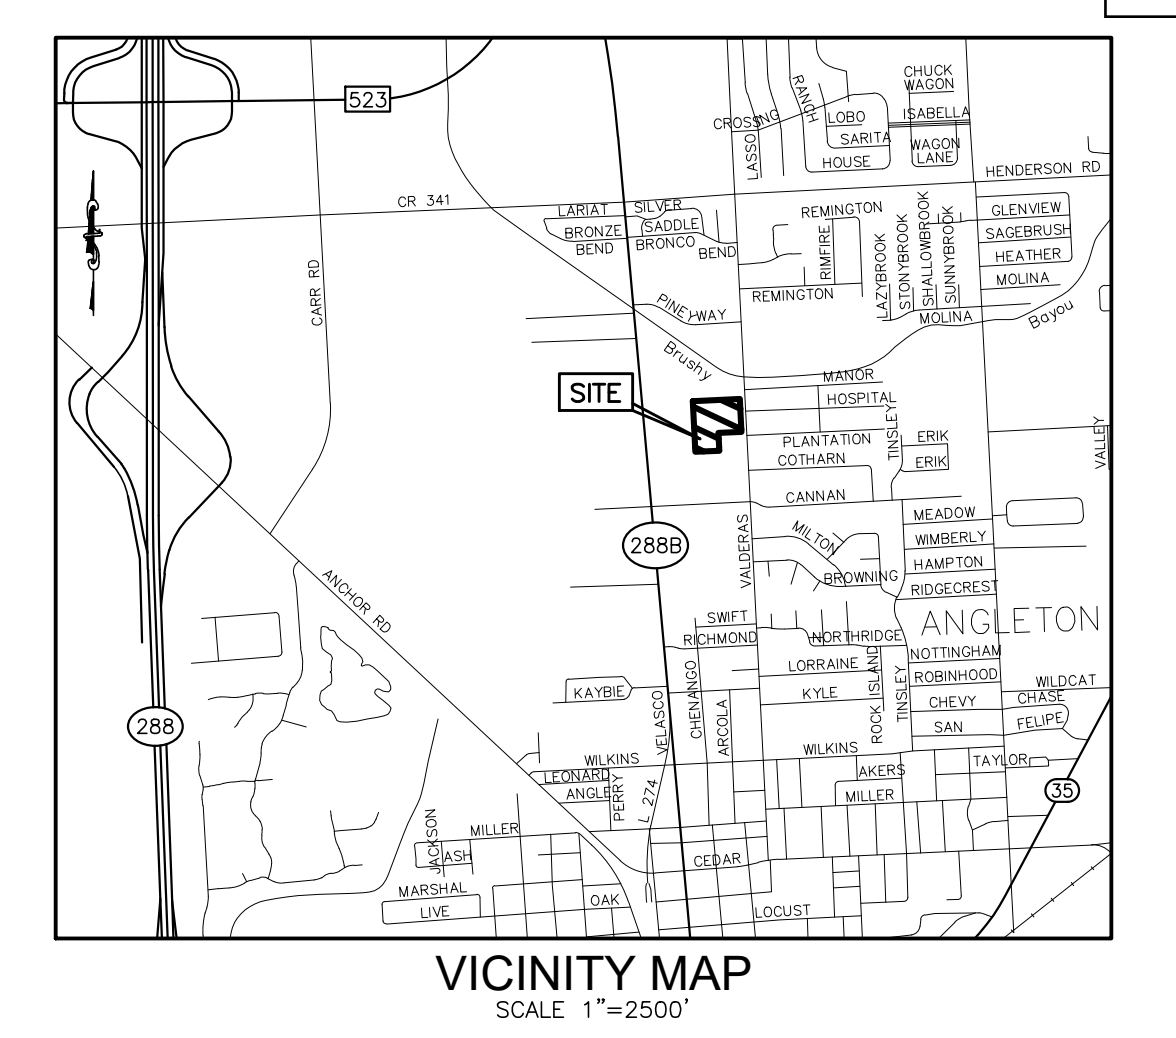 523
CHUCK
WAGON
RANCH
CROSSING
LOBO
ISABELLA
SARITA
WAGON
LANE
HOUSE
LASSO
HENDERSON RD
CR 341
LARIAT
SILVER
REMINGTON
GLENVIEW
BRONZE
SADDLE
SAGEBRUSH
BEND
BRONCO
BEND
HEATHER
RIMFIRE
LAZYBROOK
STONYBROOK
SHALLOWBROOK
SUNNYBROOK
MOLINA
CARR RD
REMINGTON
PINEYWAY
MOLINA
Bayou
Brushy
SITE
MANOR
HOSPITAL
TINSLEY
PLANTATION
ERIK
VALLEY
COTHARN
ERIK
CANNAN
MEADOW
288B
VALDERAS
MILTON
WIMBERLY
HAMPTON
BROWNING
RIDGECREST
ANCHOR RD
SWIFT
ANGLETON
RICHMOND
NORTHRIDGE
NOTTINGHAM
LORRAINE
ROBINHOOD
WILDCAT
KAYBIE
CHENANGO
KYLE
ROCK ISLAND
TINSLEY
CHEVY
CHASE
288
VELASCO
ARCOLA
SAN
FELIPE
WILKINS
WILKINS
TAYLOR
LEONARD
AKERS
ANGLE
PERRY
L 274
MILLER
35
JACKSON
MILLER
ASH
CEDAR
MARSHAL
LIVE
OAK
LOCUST
VICINITY MAP
SCALE 1"=2500'